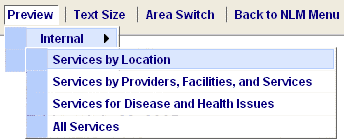 Preview Text Size Area Switch Back to NLM Menu
Internal
Services by Location
Services by Providers, Facilities, and Services
Services for Disease and Health Issues
All Services